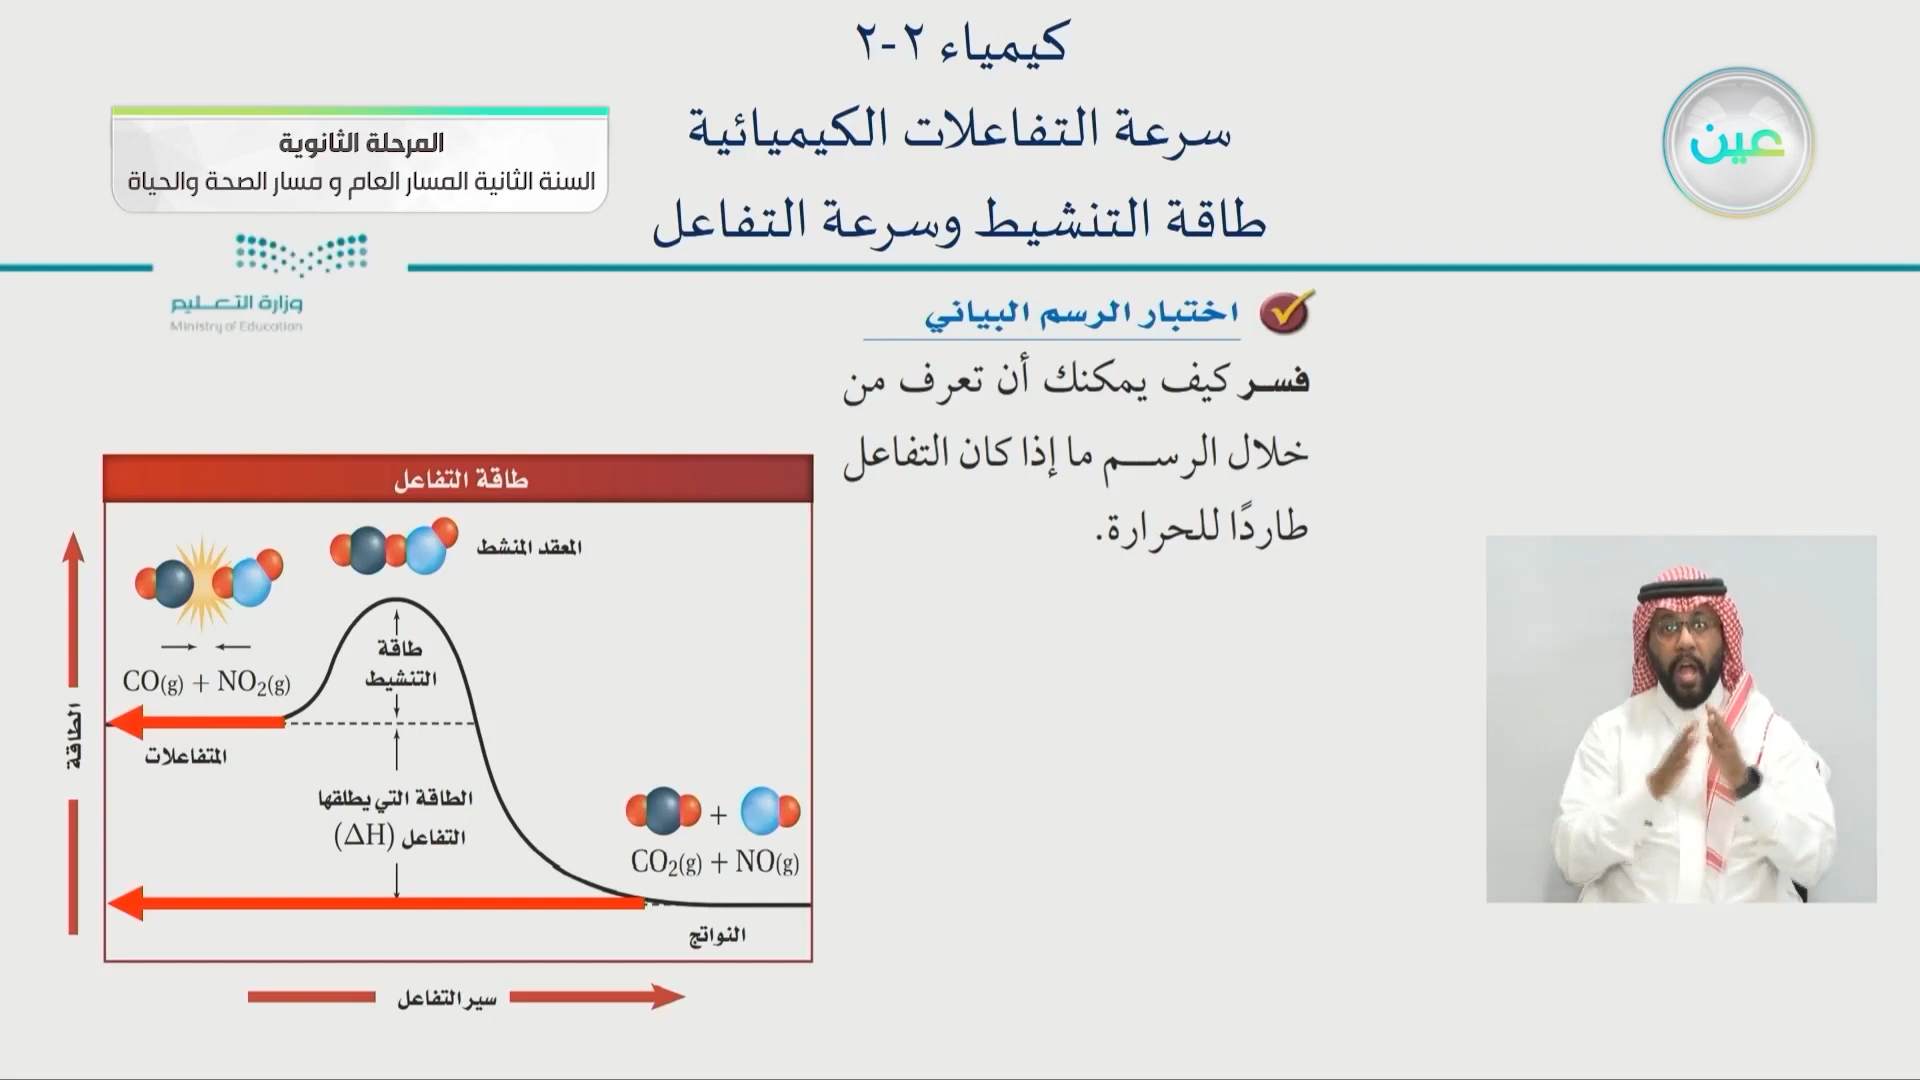 كيمياء ٢-٢
سرعة التفاعلات الكيميائية
طاقة التنشيط وسرعة التفاعل
عين
المرحلة الثانوية
السنة الثانية المسار العام و مسار الصحة والحياة
وزارة التعليم
Ministry of Education
اختبار الرسم البياني
فسر كيف يمكنك أن تعرف من
خلال الرسم ما إذا كان التفاعل
طاردًا للحرارة.
طاقة التفاعل
المعقد المنشط
طاقة
التنشيط
CO(g) + NO₂(g)
المتفاعلات
الطاقة
الطاقة التي يطلقها
التفاعل (ΔH)
+
CO₂(g) + NO(g)
النواتج
سير التفاعل